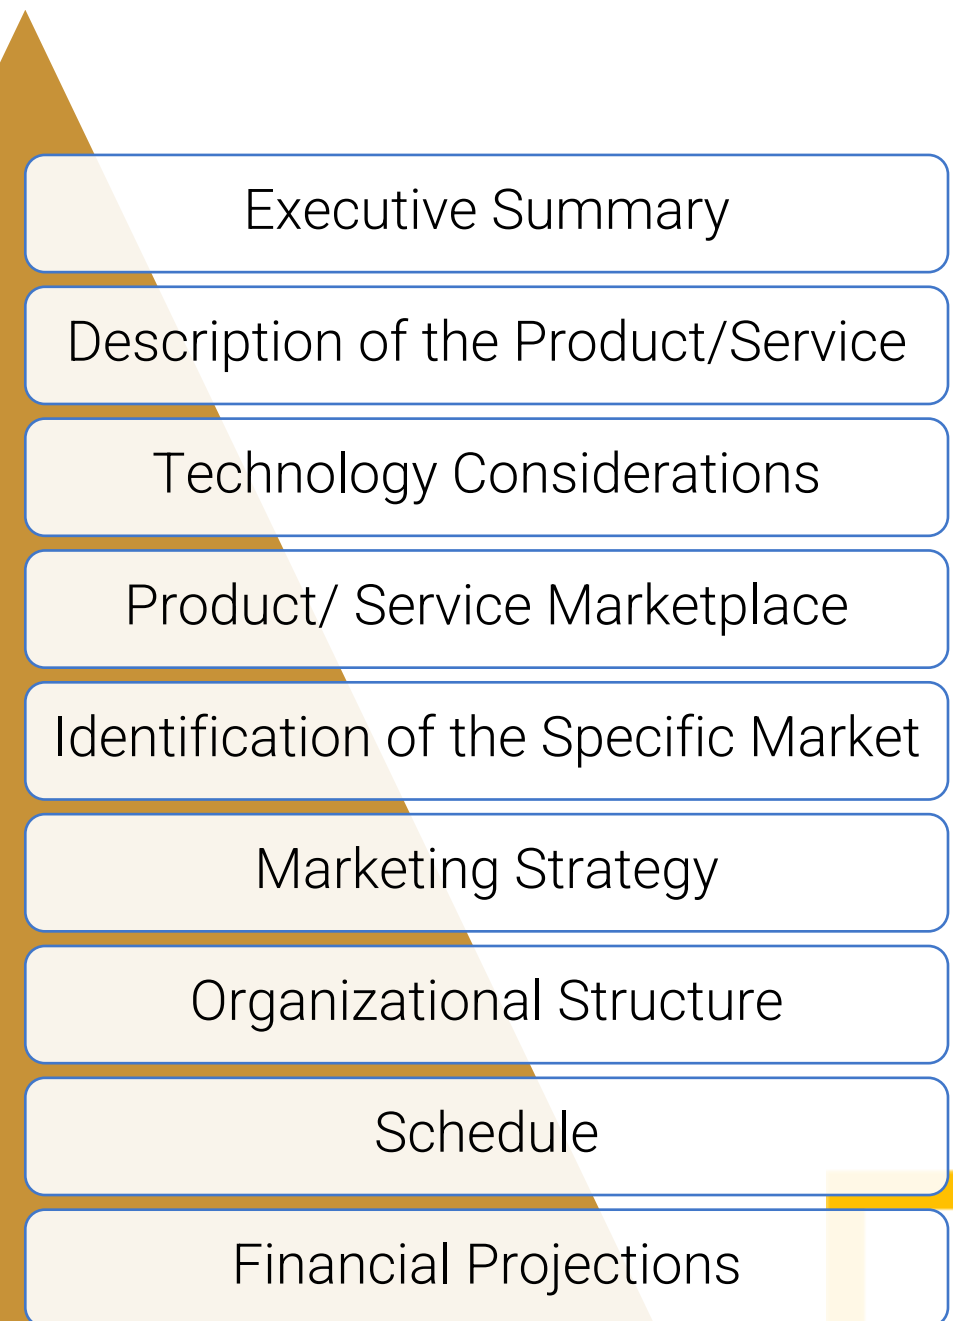 Executive Summary
Description of the Product/Service
Technology Considerations
Product/ Service Marketplace
Identification of the Specific Market
Marketing Strategy
Organizational Structure
Schedule
Financial Projections